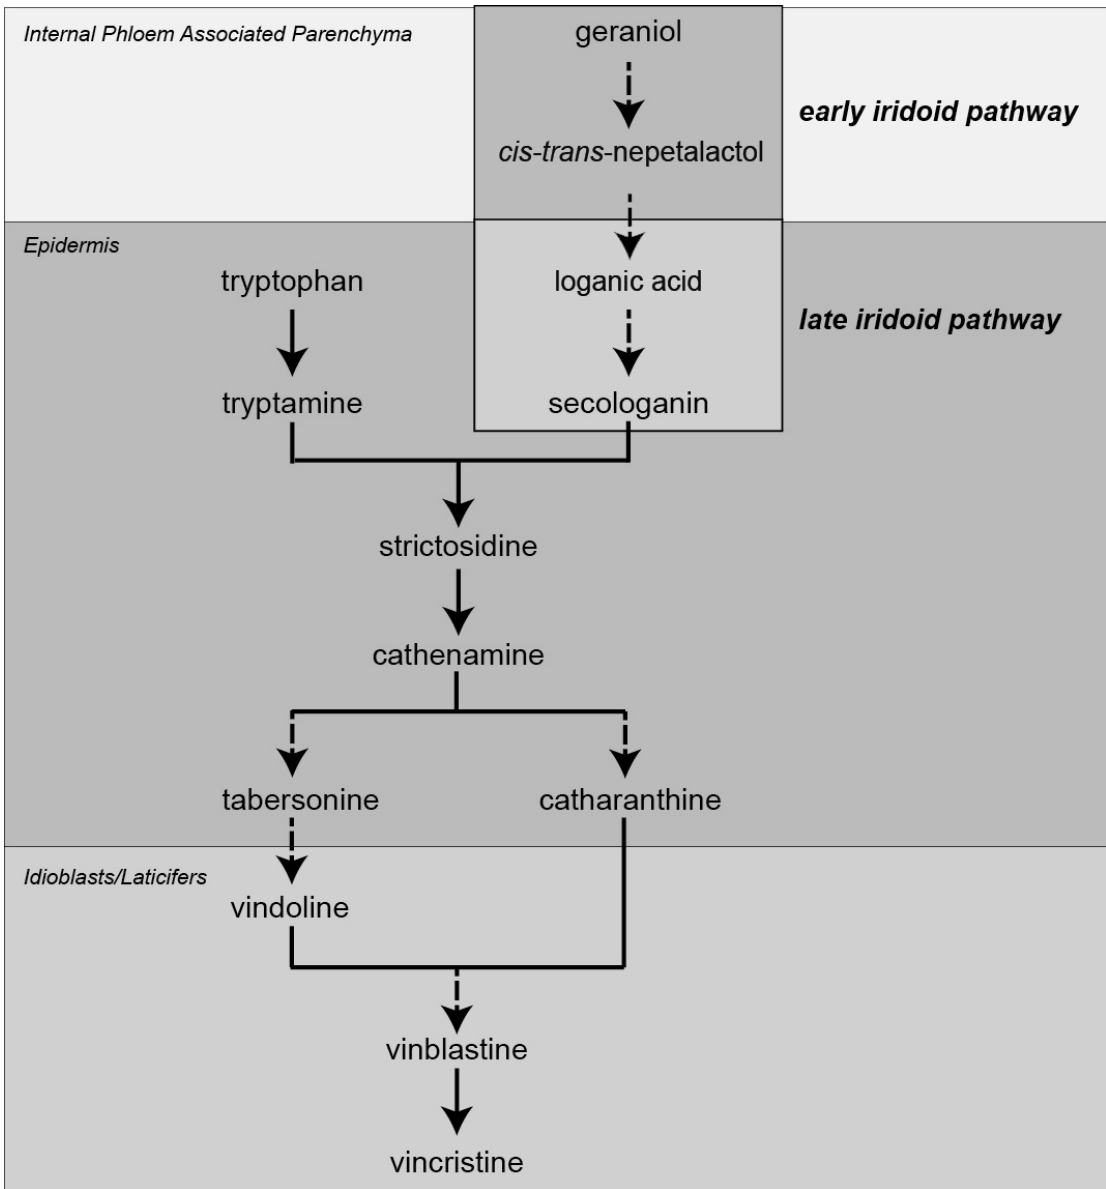 Internal Phloem Associated Parenchyma
geraniol
early iridoid pathway
cis-trans-nepetalactol
Epidermis
tryptophan
loganic acid
late iridoid pathway
tryptamine
secologanin
strictosidine
cathenamine
tabersonine
catharanthine
Idioblasts/Laticifers
vindoline
vinblastine
vincristine